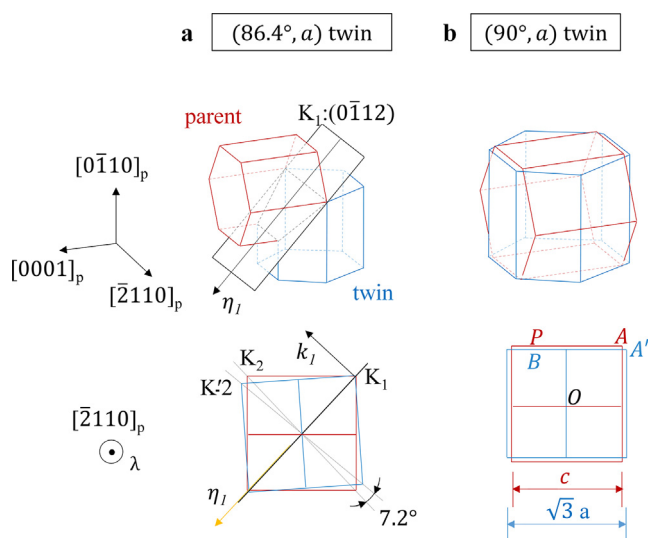 a
(86.4°, a) twin
b
(90°, a) twin
K₁:(01̅12)
parent
[01̅10]ₚ
[0001]ₚ
[2̅110]ₚ
η₁
twin
k₁
K₂
K₁
K'2
P
A
B
A'
O
[2̅110]ₚ
λ
η₁
7.2°
c
√3 a